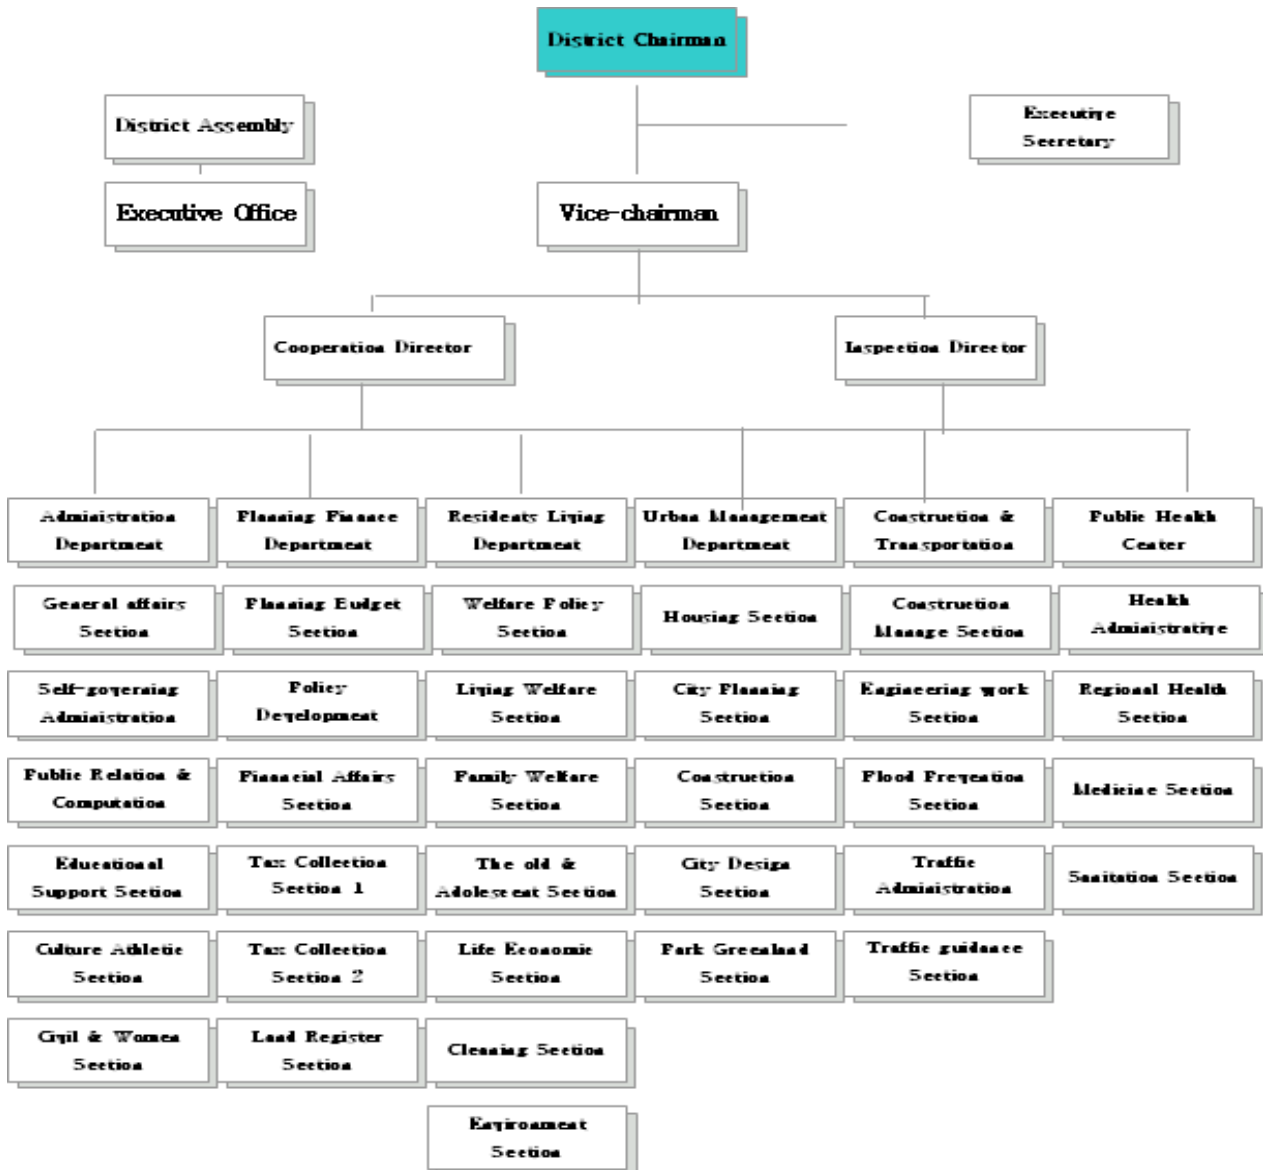 District Chairman
District Assembly
Executive
Secretary
Executive Office
Vice-chairman
Cooperation Director
Inspection Director
Administration
Department
Planning Finance
Department
Residents Living
Department
Urban Management
Department
Construction &
Transportation
Public Health
Center
General affairs
Section
Planning Budget
Section
Welfare Policy
Section
Housing Section
Construction
Manage Section
Health
Administrative
Self-governing
Administration
Policy
Development
Living Welfare
Section
City Planning
Section
Engineering work
Section
Regional Health
Section
Public Relation &
Computation
Financial Affairs
Section
Family Welfare
Section
Construction
Section
Flood Prevention
Section
Medicine Section
Educational
Support Section
Tax Collection
Section 1
The old &
Adolescent Section
City Design
Section
Traffic
Administration
Sanitation Section
Culture Athletic
Section
Tax Collection
Section 2
Life Economic
Section
Park Greenland
Section
Traffic guidance
Section
Civil & Women
Section
Land Register
Section
Cleaning Section
Environment
Section